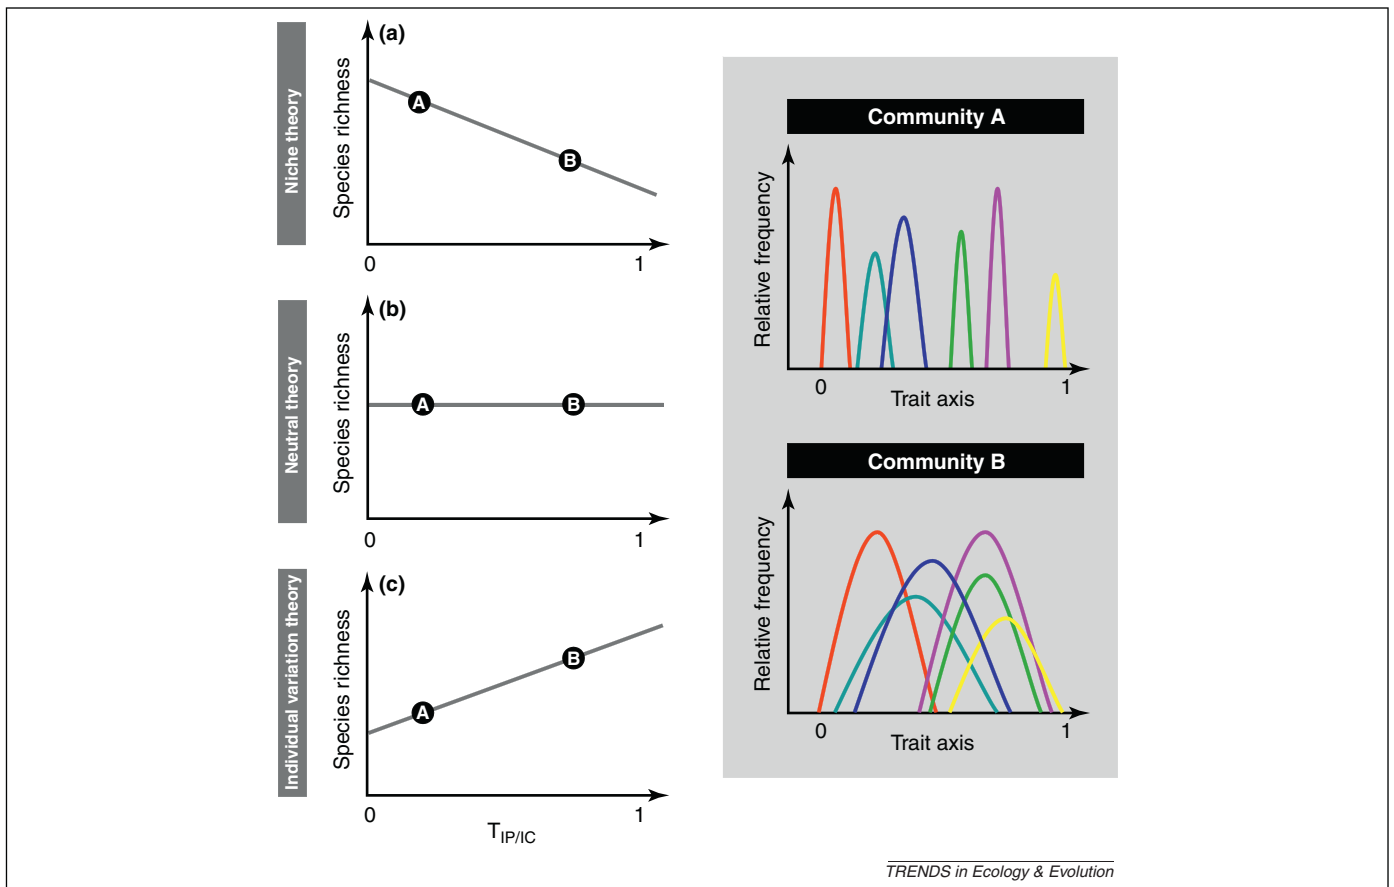 Niche theory
(a)
Species richness
A
B
0
1
Neutral theory
(b)
Species richness
A
B
0
1
Individual variation theory
(c)
Species richness
A
B
0
1
T_IP/IC
Community A
Relative frequency
0
1
Trait axis
Community B
Relative frequency
0
1
Trait axis
TRENDS in Ecology & Evolution